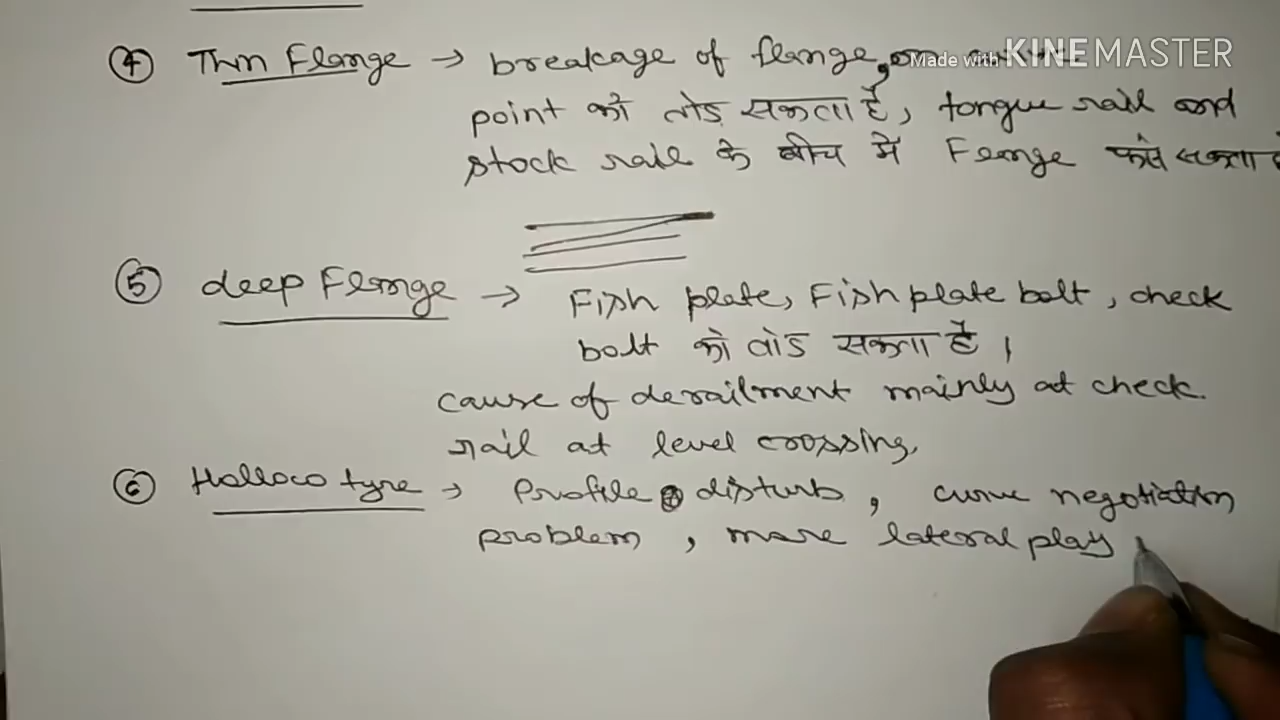 ④ Thin Flange → breakage of flange, on
Made with KINEMASTER
point को तोड़ सकता है, tongue rail and
stock rail के बीच में Flange फंस सकता है
⑤ deep Flange → Fish plate, Fish plate bolt, check
bolt को तोड सकता है ।
cause of derailment mainly at check
rail at level crossing,
⑥ Hollow tyre → Profile disturb, curve negotiation
problem, more lateral play